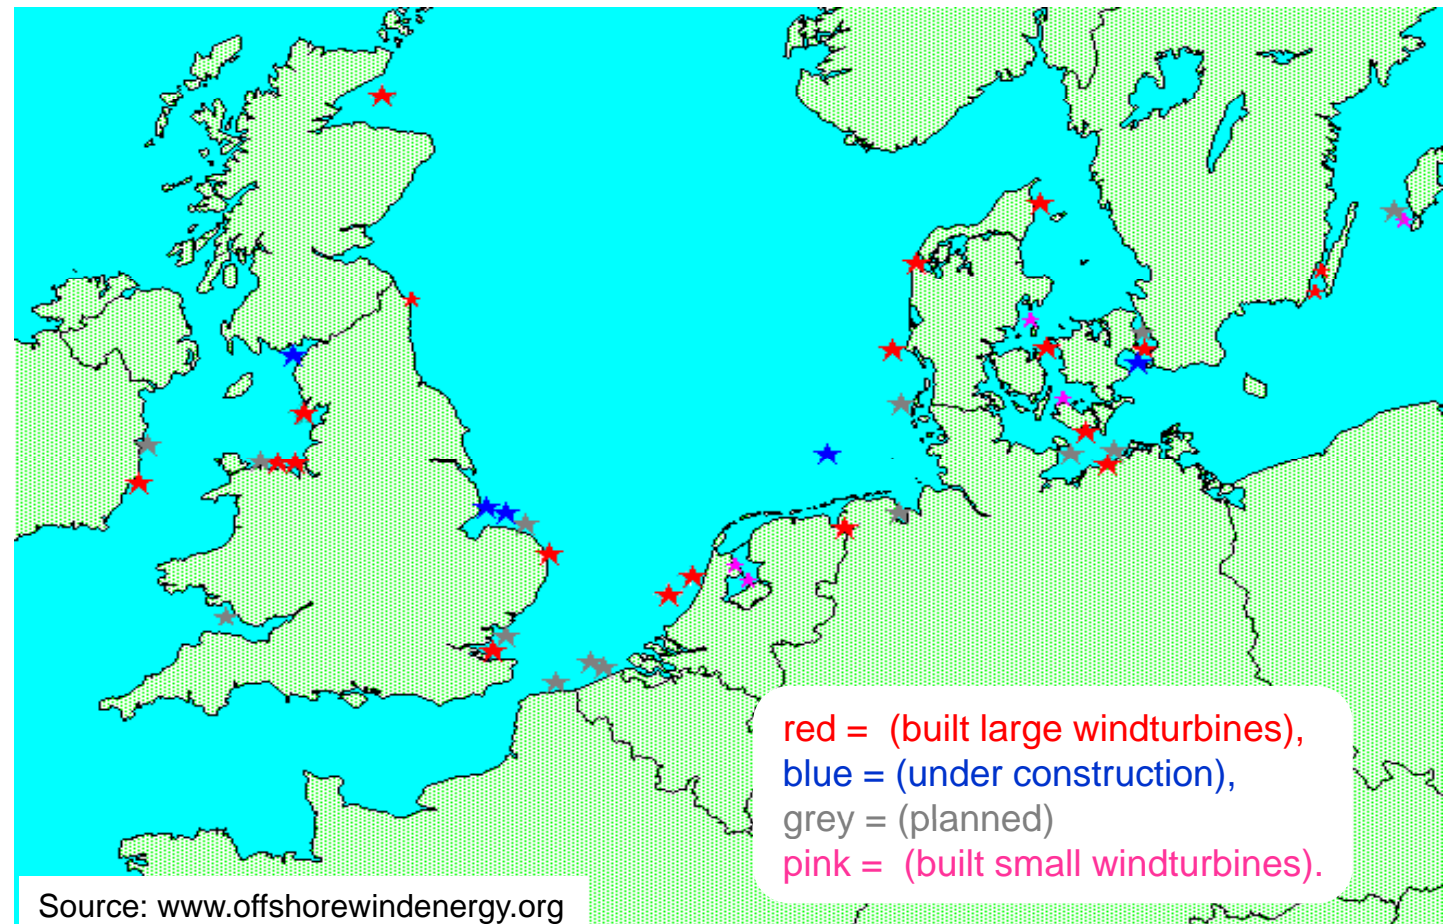 red = (built large windturbines),
blue = (under construction),
grey = (planned)
pink = (built small windturbines).
Source: www.offshorewindenergy.org